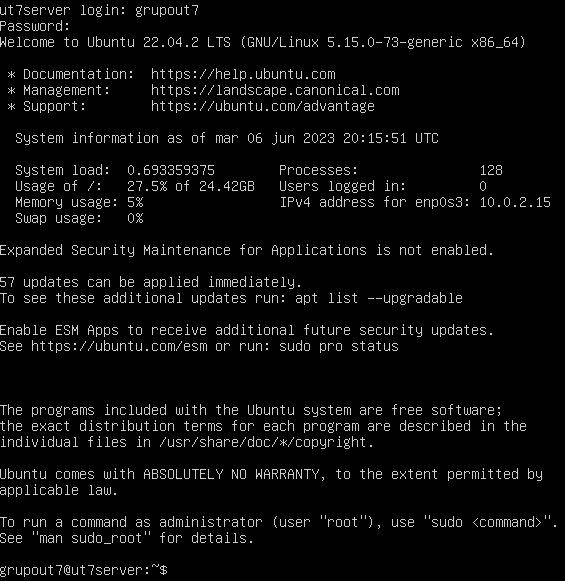 ut7server login: grupout7
Password:
Welcome to Ubuntu 22.04.2 LTS (GNU/Linux 5.15.0-73-generic x86_64)
* Documentation:  https://help.ubuntu.com
* Management:     https://landscape.canonical.com
* Support:        https://ubuntu.com/advantage
System information as of mar 06 jun 2023 20:15:51 UTC
System load:  0.693359375        Processes:               128
Usage of /:   27.5% of 24.42GB   Users logged in:         0
Memory usage: 5%                 IPv4 address for enp0s3: 10.0.2.15
Swap usage:   0%
Expanded Security Maintenance for Applications is not enabled.
57 updates can be applied immediately.
To see these additional updates run: apt list --upgradable
Enable ESM Apps to receive additional future security updates.
See https://ubuntu.com/esm or run: sudo pro status
The programs included with the Ubuntu system are free software;
the exact distribution terms for each program are described in the
individual files in /usr/share/doc/*/copyright.
Ubuntu comes with ABSOLUTELY NO WARRANTY, to the extent permitted by
applicable law.
To run a command as administrator (user "root"), use "sudo <command>".
See "man sudo_root" for details.
grupout7@ut7server:~$